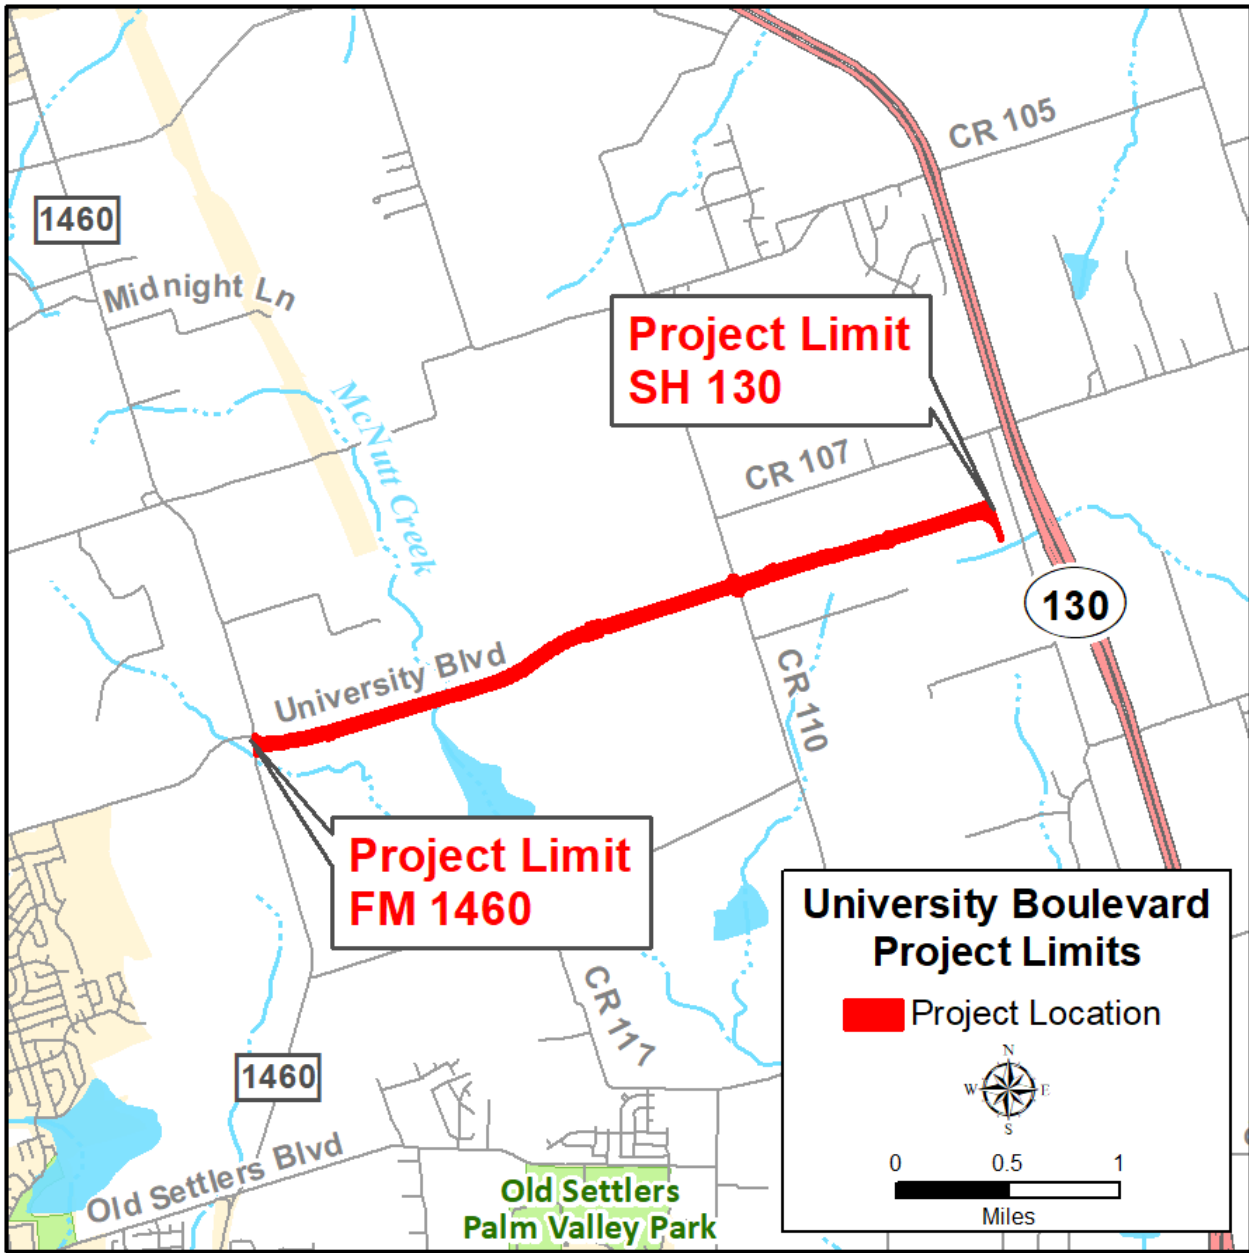 CR 105
1460
Midnight Ln
Project Limit
SH 130
McNutt Creek
CR 107
130
University Blvd
CR 110
Project Limit
FM 1460
University Boulevard
Project Limits
Project Location
N
W E
S
0 0.5 1
Miles
CR 117
1460
Old Settlers Blvd
Old Settlers
Palm Valley Park